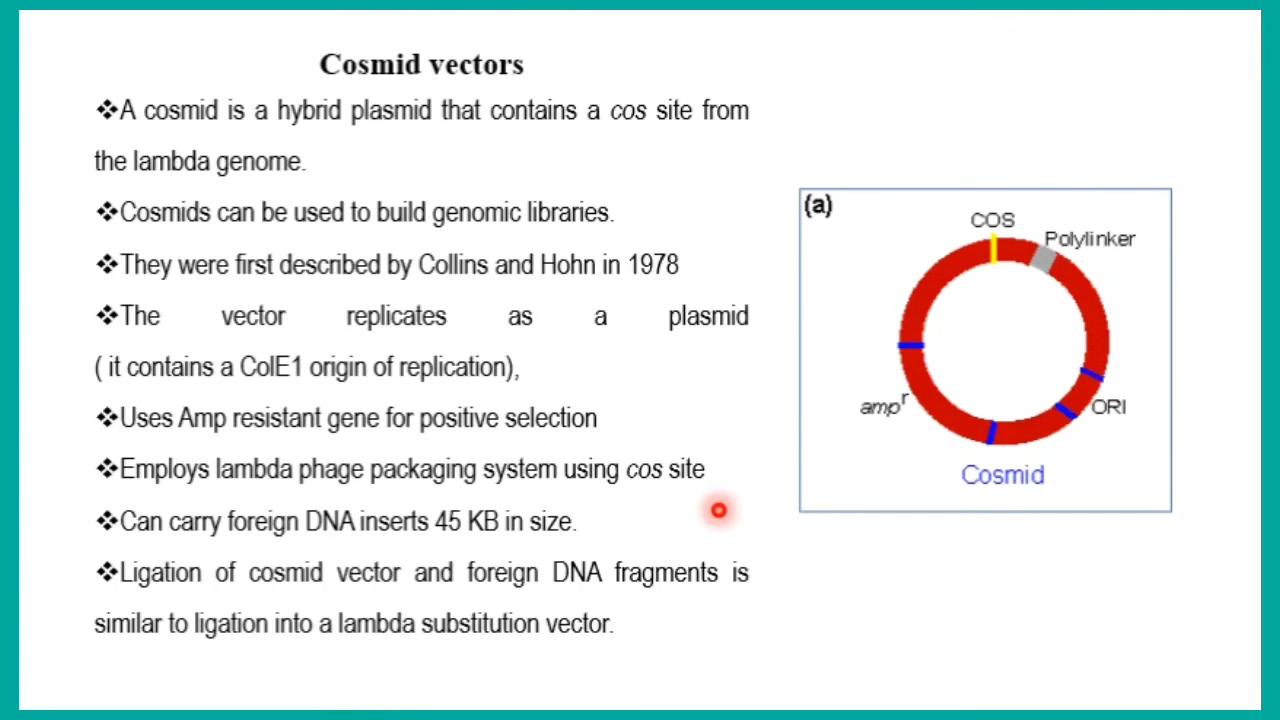 Cosmid vectors
❖A cosmid is a hybrid plasmid that contains a cos site from
the lambda genome.
❖Cosmids can be used to build genomic libraries.
❖They were first described by Collins and Hohn in 1978
❖The vector replicates as a plasmid
( it contains a ColE1 origin of replication),
❖Uses Amp resistant gene for positive selection
❖Employs lambda phage packaging system using cos site
❖Can carry foreign DNA inserts 45 KB in size.
❖Ligation of cosmid vector and foreign DNA fragments is
similar to ligation into a lambda substitution vector.
(a)
COS
Polylinker
amp^r
ORI
Cosmid